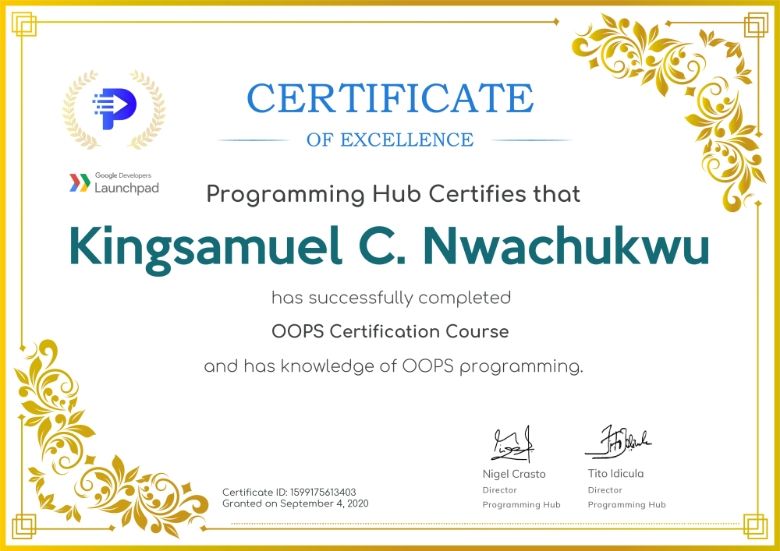 CERTIFICATE
OF EXCELLENCE
Google Developers
Launchpad
Programming Hub Certifies that
Kingsamuel C. Nwachukwu
has successfully completed
OOPS Certification Course
and has knowledge of OOPS programming.
Nigel Crasto
Director
Programming Hub
Tito Idicula
Director
Programming Hub
Certificate ID: 1599175613403
Granted on September 4, 2020